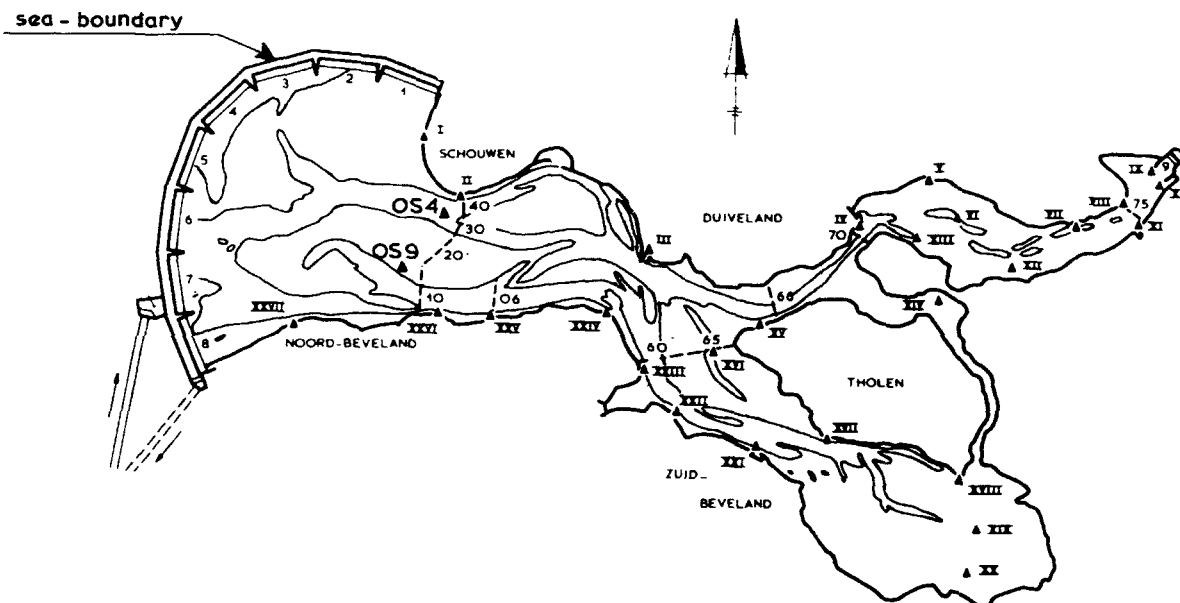 sea - boundary
3
2
1
4
I
SCHOUWEN
5
II
OS4
40
30
6
OS9
20
7
10
06
XXVII
XXVI
XXV
XXIV
8
NOORD-BEVELAND
DUIVELAND
III
IV
70
V
VI
VII
VIII
75
IX
9
X
XI
XII
XIII
XIV
66
XV
60
65
XVI
XXIII
THOLEN
XXII
XVII
XXI
ZUID-
BEVELAND
XVIII
XIX
XX